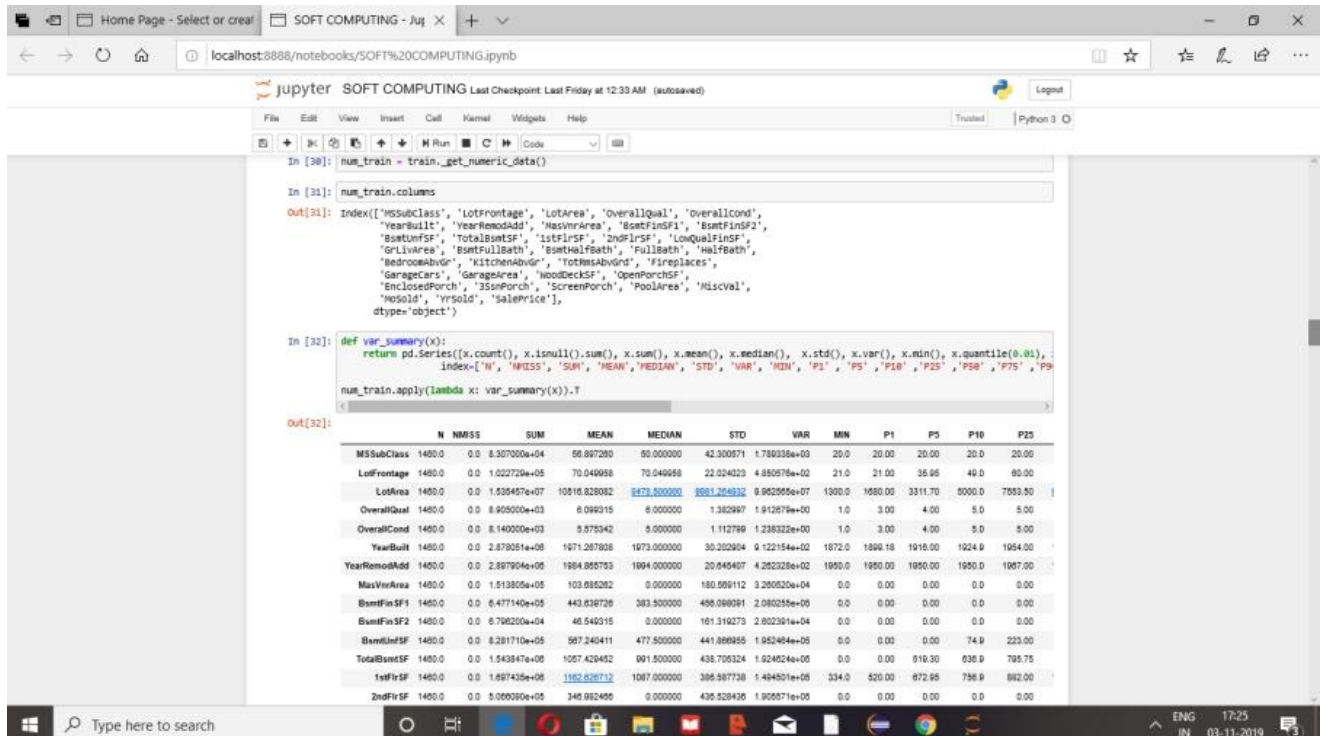 Home Page - Select or creat
SOFT COMPUTING - Jup
localhost:8888/notebooks/SOFT%20COMPUTING.ipynb
jupyter SOFT COMPUTING Last Checkpoint: Last Friday at 12:33 AM (autosaved)
Logout
File Edit View Insert Cell Kernel Widgets Help
Trusted
Python 3
Run
Code
In [30]: num_train = train._get_numeric_data()
In [31]: num_train.columns
Out[31]: Index(['MSSubClass', 'LotFrontage', 'LotArea', 'OverallQual', 'OverallCond',
'YearBuilt', 'YearRemodAdd', 'MasVnrArea', 'BsmtFinSF1', 'BsmtFinSF2',
'BsmtUnfSF', 'TotalBsmtSF', '1stFlrSF', '2ndFlrSF', 'LowQualFinSF',
'GrLivArea', 'BsmtFullBath', 'BsmtHalfBath', 'FullBath', 'HalfBath',
'BedroomAbvGr', 'KitchenAbvGr', 'TotRmsAbvGrd', 'Fireplaces',
'GarageCars', 'GarageArea', 'WoodDeckSF', 'OpenPorchSF',
'EnclosedPorch', '3SsnPorch', 'ScreenPorch', 'PoolArea', 'MiscVal',
'MoSold', 'YrSold', 'SalePrice'],
dtype='object')
In [32]: def var_summary(x):
return pd.Series([x.count(), x.isnull().sum(), x.sum(), x.mean(), x.median(), x.std(), x.var(), x.min(), x.quantile(0.01),
index=['N', 'NMISS', 'SUM', 'MEAN','MEDIAN', 'STD', 'VAR', 'MIN', 'P1' , 'P5' ,'P10' ,'P25' ,'P50' ,'P75' ,'P9
num_train.apply(lambda x: var_summary(x)).T
Out[32]:
N NMISS SUM MEAN MEDIAN STD VAR MIN P1 P5 P10 P25
MSSubClass 1460.0 0.0 8.307000e+04 56.897260 50.000000 42.300571 1.789338e+03 20.0 20.00 20.00 20.0 20.00
LotFrontage 1460.0 0.0 1.022729e+05 70.049958 70.049958 22.024023 4.850576e+02 21.0 21.00 35.95 49.0 60.00
LotArea 1460.0 0.0 1.535457e+07 10516.828082 9478.500000 9981.264932 9.962565e+07 1300.0 1680.00 3311.70 5000.0 7553.50
OverallQual 1460.0 0.0 8.905000e+03 6.099315 6.000000 1.382997 1.912679e+00 1.0 3.00 4.00 5.0 5.00
OverallCond 1460.0 0.0 8.140000e+03 5.575342 5.000000 1.112799 1.238322e+00 1.0 3.00 4.00 5.0 5.00
YearBuilt 1460.0 0.0 2.878051e+06 1971.267808 1973.000000 30.202904 9.122154e+02 1872.0 1899.18 1916.00 1924.9 1954.00
YearRemodAdd 1460.0 0.0 2.897904e+06 1984.865753 1994.000000 20.645407 4.262328e+02 1950.0 1950.00 1950.00 1950.0 1967.00
MasVnrArea 1460.0 0.0 1.513805e+05 103.685262 0.000000 180.569112 3.260520e+04 0.0 0.00 0.00 0.0 0.00
BsmtFinSF1 1460.0 0.0 6.477140e+05 443.639726 383.500000 456.098091 2.080255e+05 0.0 0.00 0.00 0.0 0.00
BsmtFinSF2 1460.0 0.0 6.796200e+04 46.549315 0.000000 161.319273 2.602391e+04 0.0 0.00 0.00 0.0 0.00
BsmtUnfSF 1460.0 0.0 8.281710e+05 567.240411 477.500000 441.866955 1.952464e+05 0.0 0.00 0.00 74.9 223.00
TotalBsmtSF 1460.0 0.0 1.543847e+06 1057.429452 991.500000 438.705324 1.924624e+05 0.0 0.00 519.30 636.9 795.75
1stFlrSF 1460.0 0.0 1.697435e+06 1162.626712 1087.000000 386.587738 1.494501e+05 334.0 520.00 672.95 756.9 882.00
2ndFlrSF 1460.0 0.0 5.066090e+05 346.992466 0.000000 436.528436 1.905571e+05 0.0 0.00 0.00 0.0 0.00
Type here to search
ENG
IN
17:25
03-11-2019
3